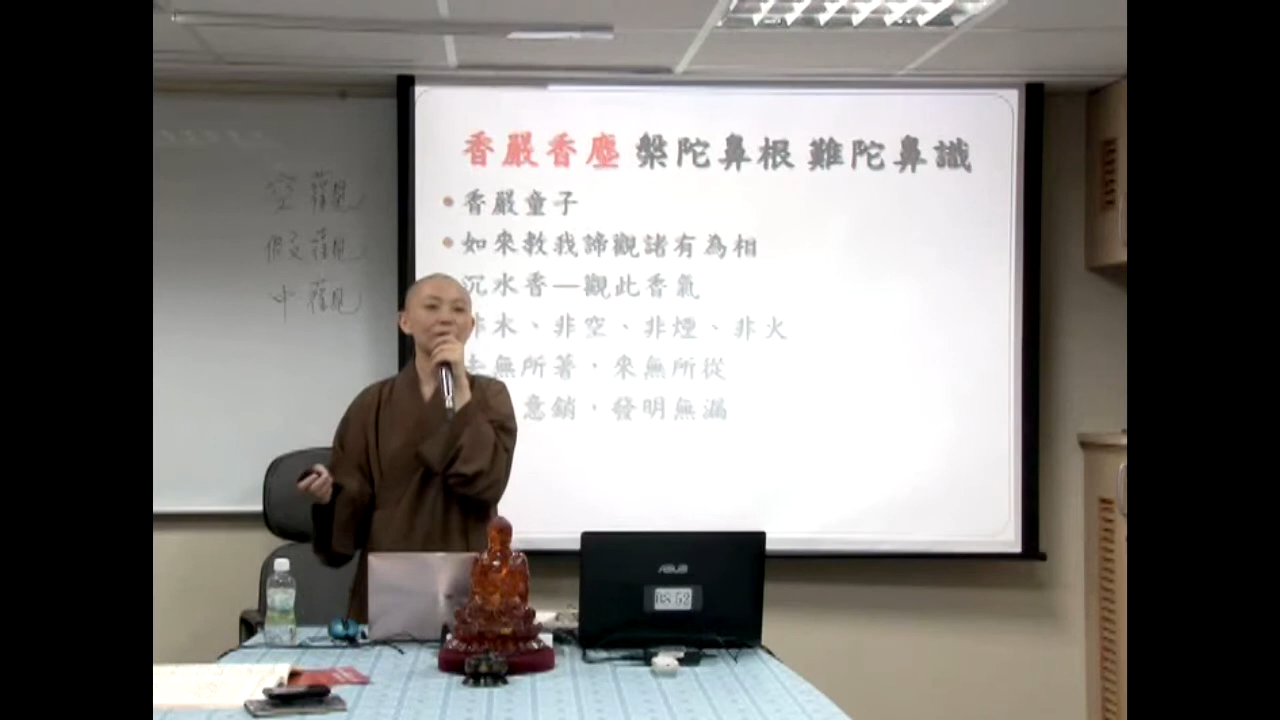 香嚴香塵 槃陀鼻根 難陀鼻識
香嚴童子
如來教我諦觀諸有為相
沉水香—觀此香氣
木、非空、非煙、非火
無所著,來無所從
意銷,發明無漏
空觀
假觀
中觀
ASUS
BS 52